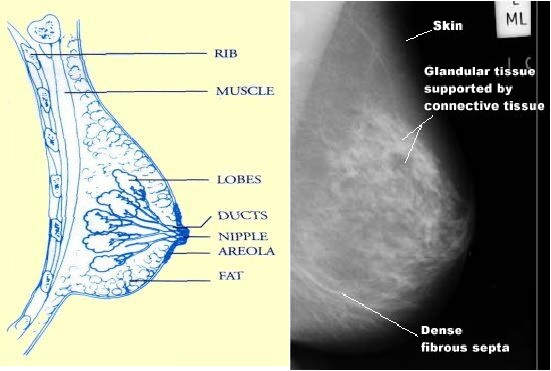 RIB
MUSCLE
LOBES
DUCTS
NIPPLE
AREOLA
FAT
ML
Skin
Glandular tissue
supported by
connective tissue
Dense
fibrous septa